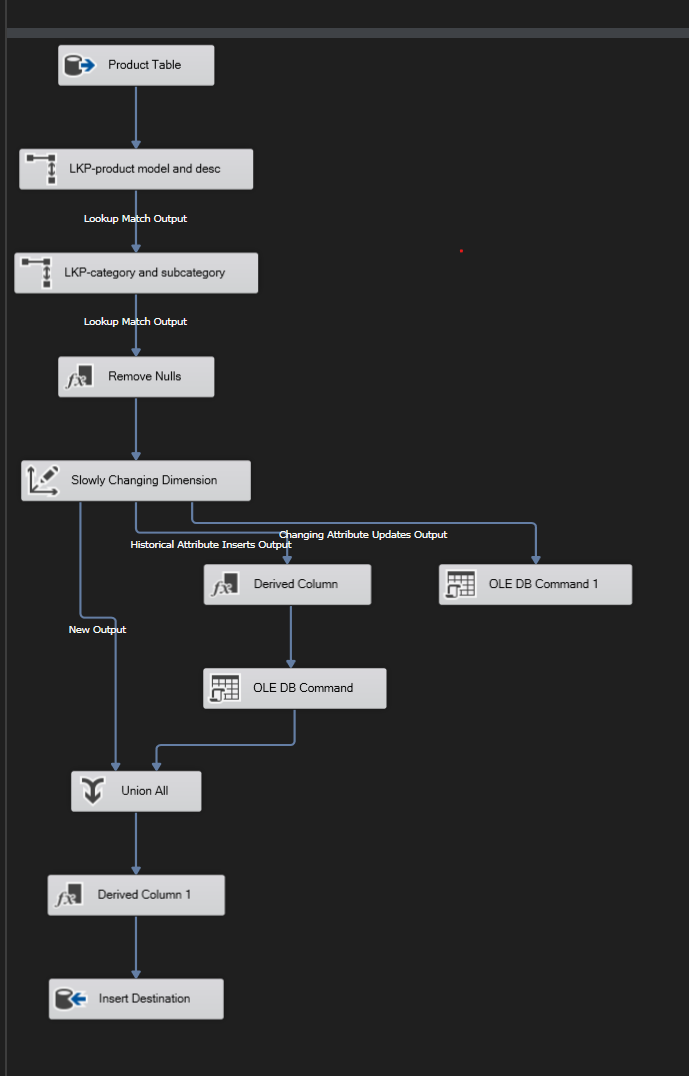 Product Table
LKP-product model and desc
Lookup Match Output
LKP-category and subcategory
Lookup Match Output
Remove Nulls
Slowly Changing Dimension
Changing Attribute Updates Output
Historical Attribute Inserts Output
Derived Column
OLE DB Command 1
New Output
OLE DB Command
Union All
Derived Column 1
Insert Destination